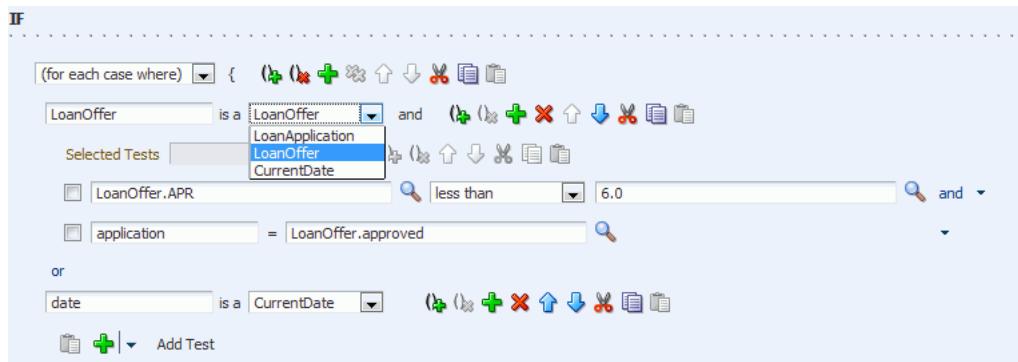 IF
(for each case where) {
LoanOffer is a LoanOffer and
LoanApplication
LoanOffer
CurrentDate
Selected Tests
LoanOffer.APR less than 6.0 and
application = LoanOffer.approved
or
date is a CurrentDate
Add Test